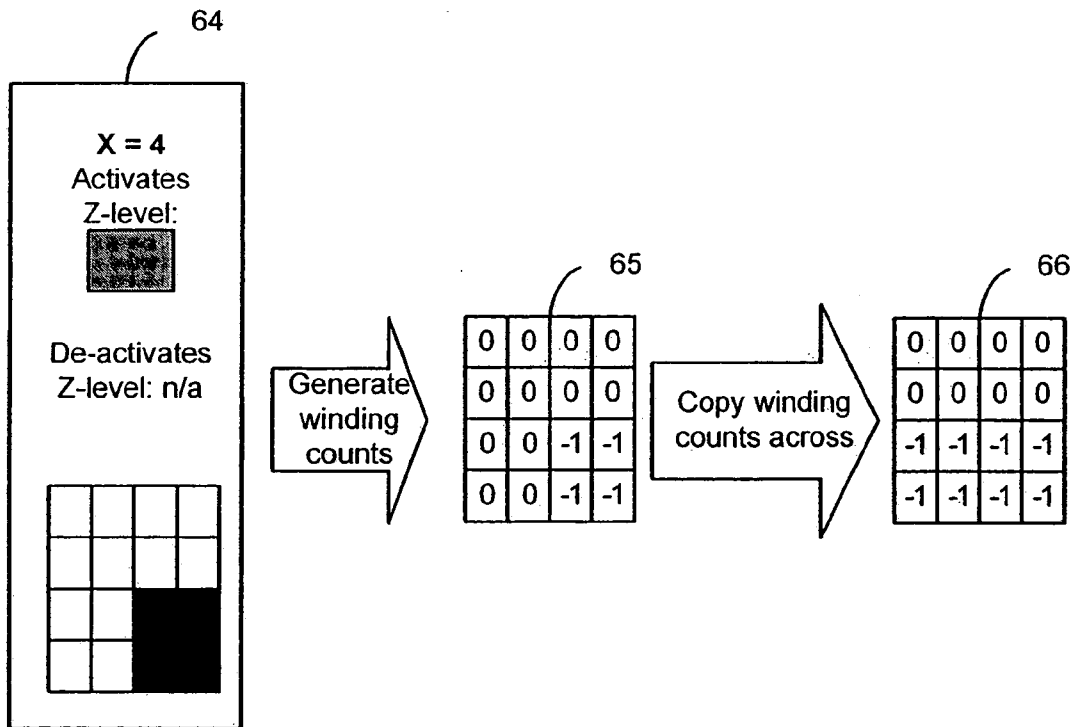 64
X = 4
Activates
Z-level:
De-activates
Z-level: n/a
Generate
winding
counts
65
0 0 0 0
0 0 0 0
0 0 -1 -1
0 0 -1 -1
Copy winding
counts across
66
0 0 0 0
0 0 0 0
-1 -1 -1 -1
-1 -1 -1 -1